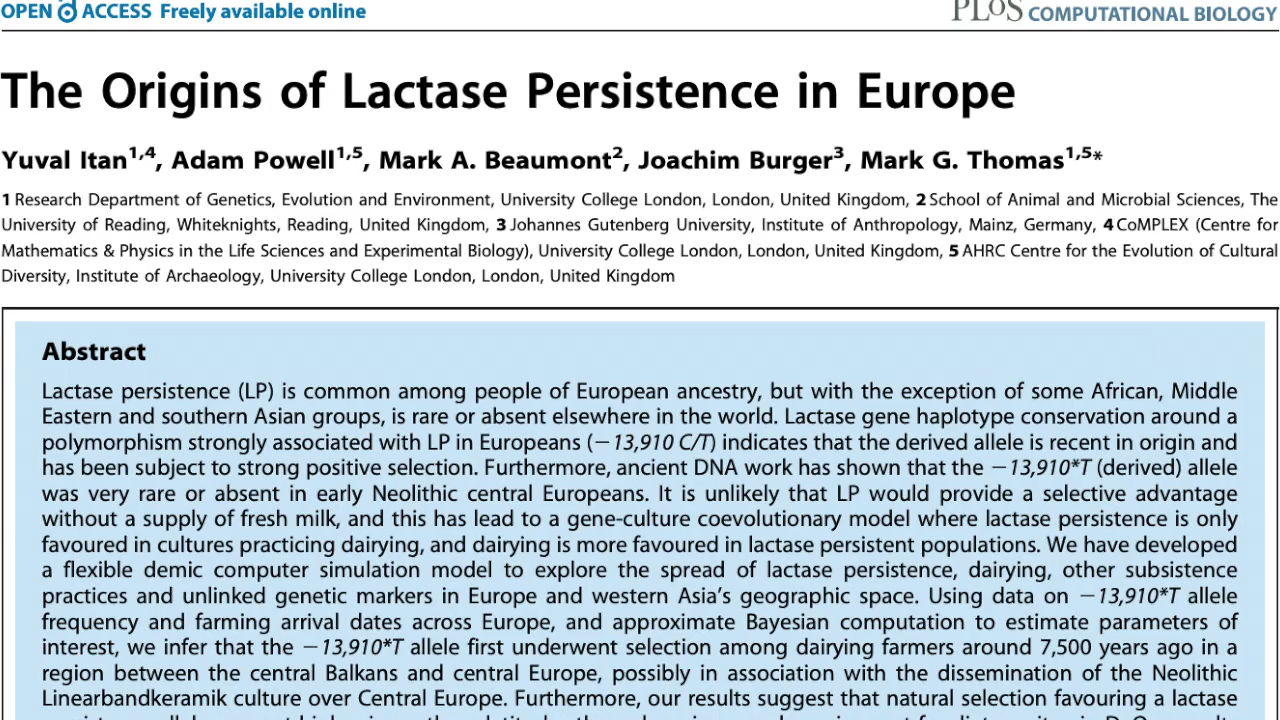 OPEN ACCESS Freely available online
PLoS COMPUTATIONAL BIOLOGY
The Origins of Lactase Persistence in Europe
Yuval Itan1,4, Adam Powell1,5, Mark A. Beaumont2, Joachim Burger3, Mark G. Thomas1,5*
1 Research Department of Genetics, Evolution and Environment, University College London, London, United Kingdom, 2 School of Animal and Microbial Sciences, The
University of Reading, Whiteknights, Reading, United Kingdom, 3 Johannes Gutenberg University, Institute of Anthropology, Mainz, Germany, 4 CoMPLEX (Centre for
Mathematics & Physics in the Life Sciences and Experimental Biology), University College London, London, United Kingdom, 5 AHRC Centre for the Evolution of Cultural
Diversity, Institute of Archaeology, University College London, London, United Kingdom
Abstract
Lactase persistence (LP) is common among people of European ancestry, but with the exception of some African, Middle
Eastern and southern Asian groups, is rare or absent elsewhere in the world. Lactase gene haplotype conservation around a
polymorphism strongly associated with LP in Europeans (−13,910 C/T) indicates that the derived allele is recent in origin and
has been subject to strong positive selection. Furthermore, ancient DNA work has shown that the −13,910*T (derived) allele
was very rare or absent in early Neolithic central Europeans. It is unlikely that LP would provide a selective advantage
without a supply of fresh milk, and this has lead to a gene-culture coevolutionary model where lactase persistence is only
favoured in cultures practicing dairying, and dairying is more favoured in lactase persistent populations. We have developed
a flexible demic computer simulation model to explore the spread of lactase persistence, dairying, other subsistence
practices and unlinked genetic markers in Europe and western Asia's geographic space. Using data on −13,910*T allele
frequency and farming arrival dates across Europe, and approximate Bayesian computation to estimate parameters of
interest, we infer that the −13,910*T allele first underwent selection among dairying farmers around 7,500 years ago in a
region between the central Balkans and central Europe, possibly in association with the dissemination of the Neolithic
Linearbandkeramik culture over Central Europe. Furthermore, our results suggest that natural selection favouring a lactase